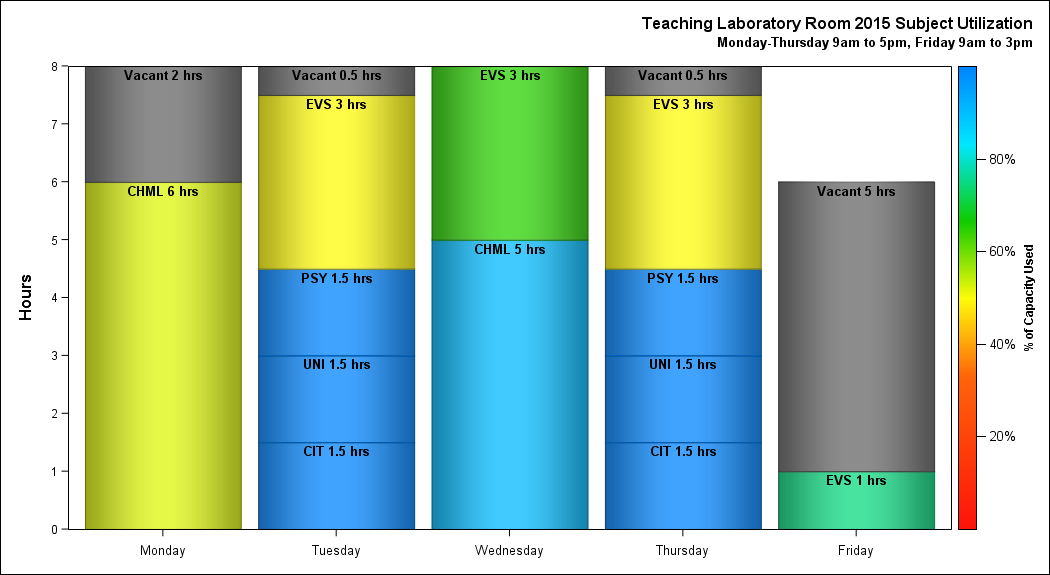 Teaching Laboratory Room 2015 Subject Utilization
Monday-Thursday 9am to 5pm, Friday 9am to 3pm
Hours
8
7
6
5
4
3
2
1
0
Vacant 2 hrs
CHML 6 hrs
Vacant 0.5 hrs
EVS 3 hrs
PSY 1.5 hrs
UNI 1.5 hrs
CIT 1.5 hrs
EVS 3 hrs
CHML 5 hrs
Vacant 0.5 hrs
EVS 3 hrs
PSY 1.5 hrs
UNI 1.5 hrs
CIT 1.5 hrs
Vacant 5 hrs
EVS 1 hrs
Monday
Tuesday
Wednesday
Thursday
Friday
80%
60%
40%
20%
% of Capacity Used